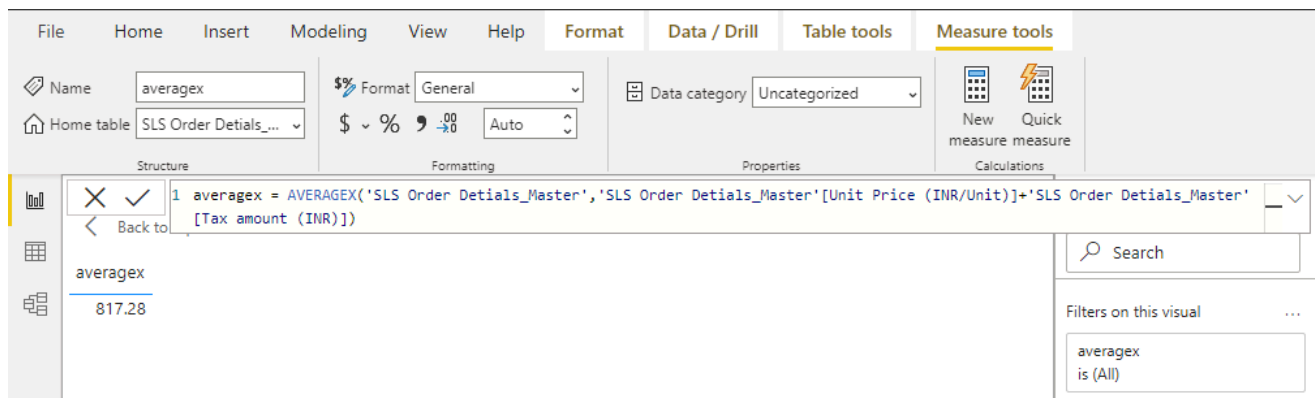 File Home Insert Modeling View Help Format Data / Drill Table tools Measure tools
Name averagex
Home table SLS Order Detials_...
Structure
$% Format General
$ % 9 .00 →0 Auto
Formatting
Data category Uncategorized
Properties
New measure
Quick measure
Calculations
1 averagex = AVERAGEX('SLS Order Detials_Master','SLS Order Detials_Master'[Unit Price (INR/Unit)]+'SLS Order Detials_Master'
[Tax amount (INR)])
Back to
averagex
817.28
Search
Filters on this visual ...
averagex
is (All)